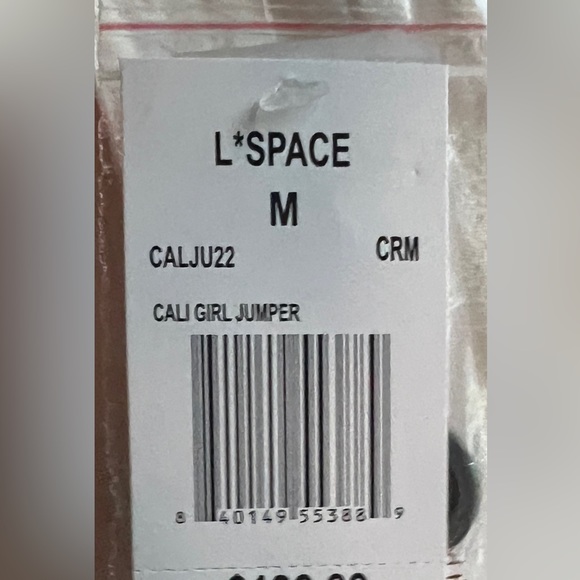 L*SPACE
M
CALJU22 CRM
CALI GIRL JUMPER
8 40149 55388 9